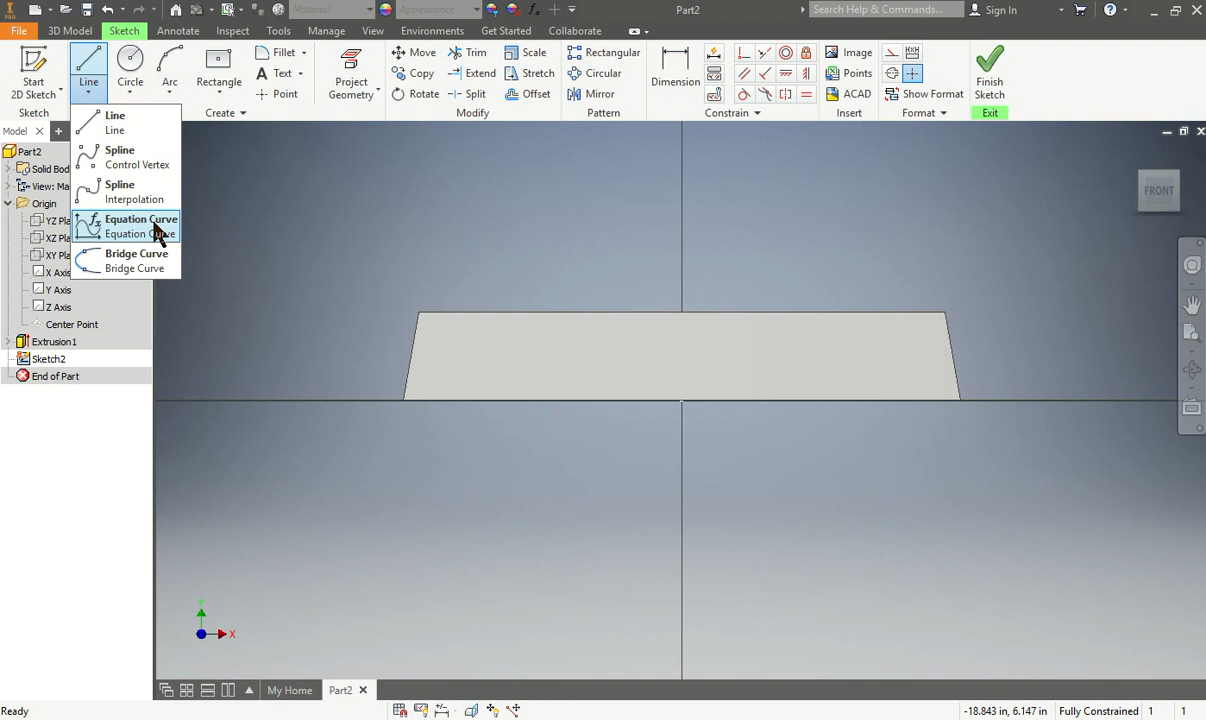 PRO
Material
Appearance
Part2
Search Help & Commands...
Sign In
File
3D Model
Sketch
Annotate
Inspect
Tools
Manage
View
Environments
Get Started
Collaborate
Start
2D Sketch
Line
Circle
Arc
Rectangle
Fillet
Text
Point
Project
Geometry
Move
Copy
Rotate
Trim
Extend
Split
Scale
Stretch
Offset
Rectangular
Circular
Mirror
Dimension
Image
Points
ACAD
Show Format
Finish
Sketch
Sketch
Create
Modify
Pattern
Constrain
Insert
Format
Exit
Model
Line
Line
Spline
Control Vertex
Spline
Interpolation
Equation Curve
Equation Curve
Bridge Curve
Bridge Curve
Part2
Solid Bod
View: Ma
Origin
YZ Pla
XZ Pla
XY Pla
X Axis
Y Axis
Z Axis
Center Point
Extrusion1
Sketch2
End of Part
FRONT
Y
X
My Home
Part2
Ready
-18.843 in, 6.147 in
Fully Constrained
1
1